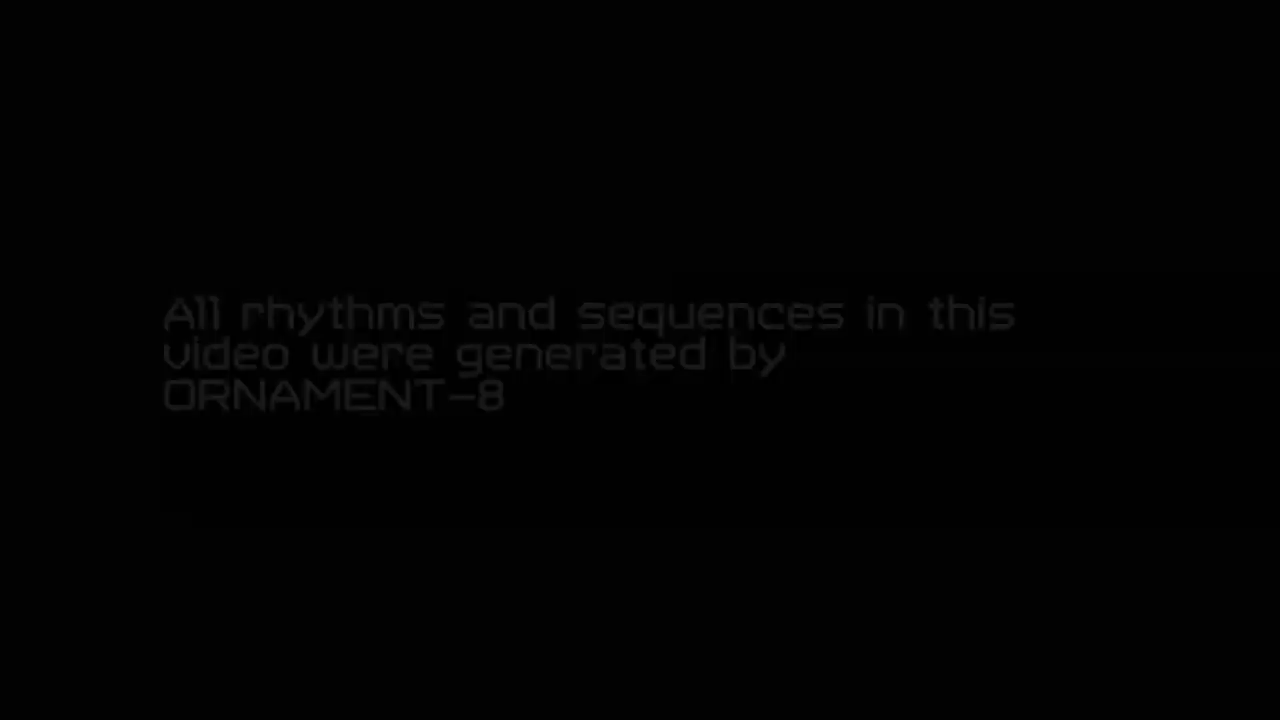 All rhythms and sequences in this
video were generated by
ORNAMENT-8